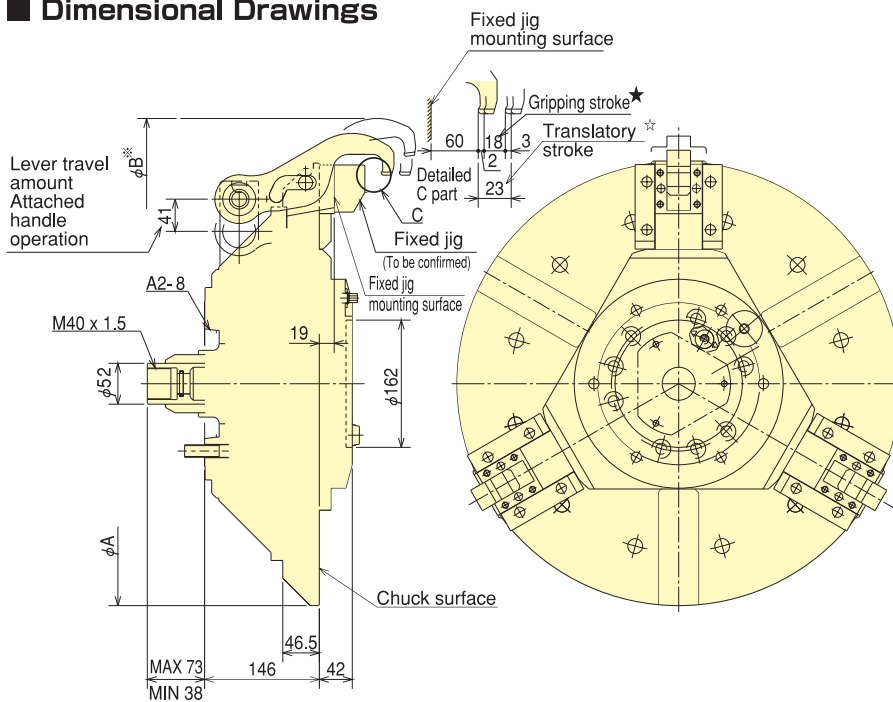 ■ Dimensional Drawings
Fixed jig
mounting surface
Gripping stroke★
Translatory ☆
stroke
60
18
3
2
23
Detailed
C part
φB※
Lever travel
amount
Attached
handle
operation
41
C
Fixed jig
(To be confirmed)
Fixed jig
mounting surface
A2-8
M40 x 1.5
19
φ52
φ162
φA
Chuck surface
46.5
MAX 73
146
42
MIN 38